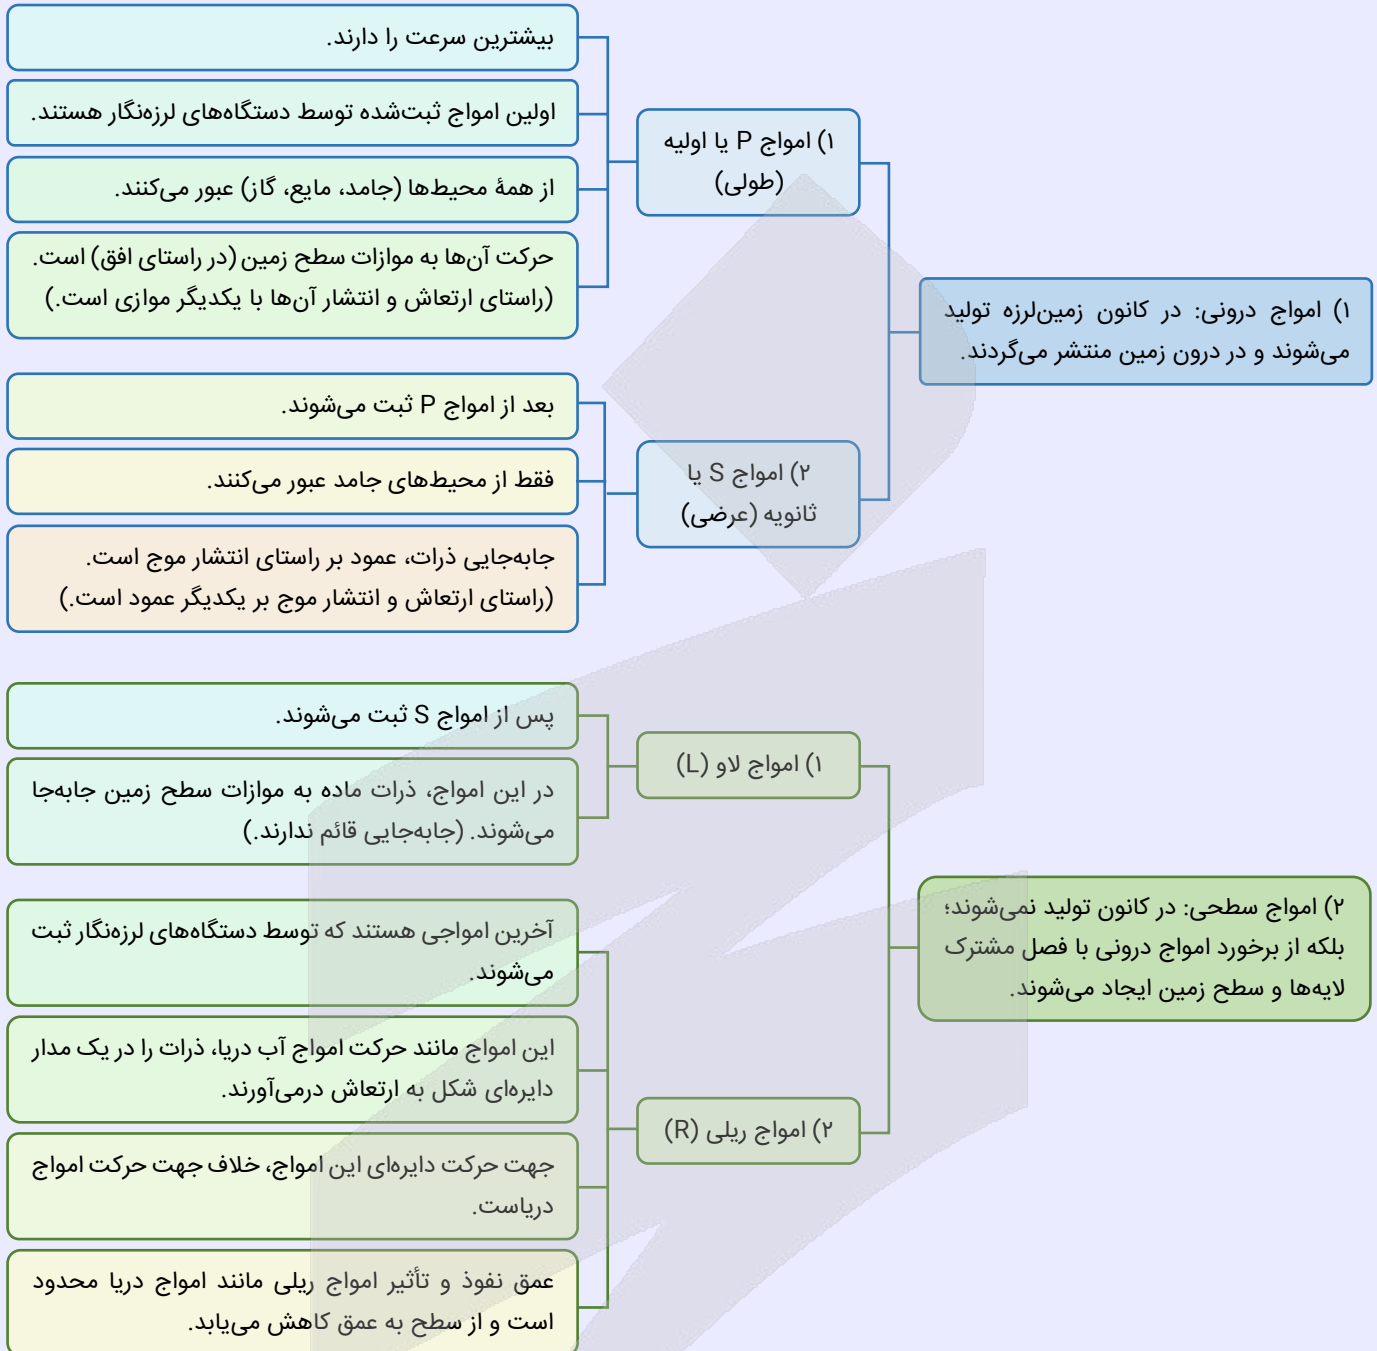 ۱) امواج درونی: در کانون زمین‌لرزه تولید
می‌شوند و در درون زمین منتشر می‌گردند.
۱) امواج P یا اولیه
(طولی)
بیشترین سرعت را دارند.
اولین امواج ثبت‌شده توسط دستگاه‌های لرزه‌نگار هستند.
از همهٔ محیط‌ها (جامد، مایع، گاز) عبور می‌کنند.
حرکت آن‌ها به موازات سطح زمین (در راستای افق) است.
(راستای ارتعاش و انتشار آن‌ها با یکدیگر موازی است.)
۲) امواج S یا
ثانویه (عرضی)
بعد از امواج P ثبت می‌شوند.
فقط از محیط‌های جامد عبور می‌کنند.
جابه‌جایی ذرات، عمود بر راستای انتشار موج است.
(راستای ارتعاش و انتشار موج بر یکدیگر عمود است.)
۲) امواج سطحی: در کانون تولید نمی‌شوند؛
بلکه از برخورد امواج درونی با فصل مشترک
لایه‌ها و سطح زمین ایجاد می‌شوند.
۱) امواج لاو (L)
پس از امواج S ثبت می‌شوند.
در این امواج، ذرات ماده به موازات سطح زمین جابه‌جا
می‌شوند. (جابه‌جایی قائم ندارند.)
۲) امواج ریلی (R)
آخرین امواجی هستند که توسط دستگاه‌های لرزه‌نگار ثبت
می‌شوند.
این امواج مانند حرکت امواج آب دریا، ذرات را در یک مدار
دایره‌ای شکل به ارتعاش درمی‌آورند.
جهت حرکت دایره‌ای این امواج، خلاف جهت حرکت امواج
دریاست.
عمق نفوذ و تأثیر امواج ریلی مانند امواج دریا محدود
است و از سطح به عمق کاهش می‌یابد.